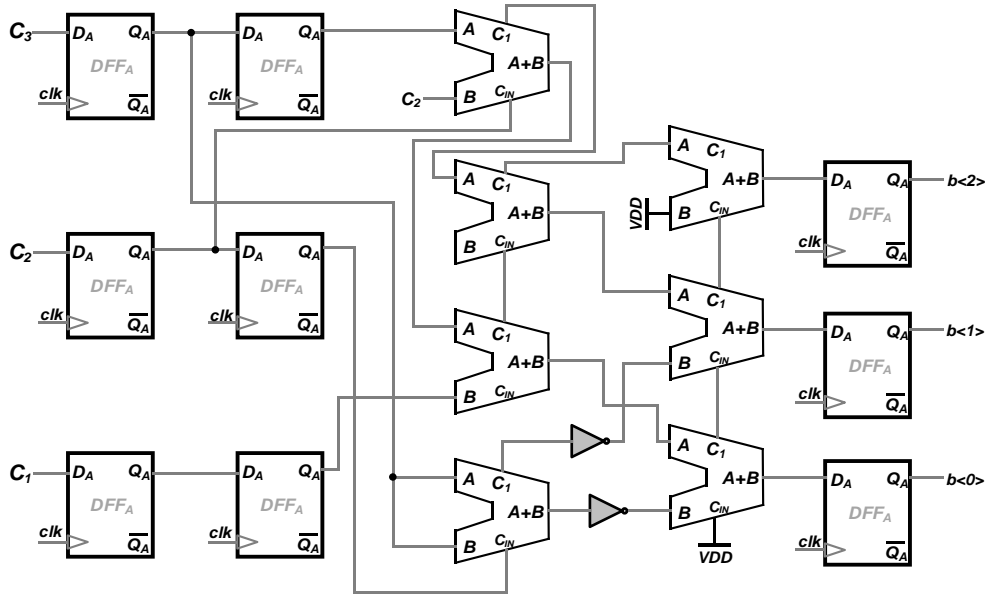 C3 DA QA DFFA clk QA
DA QA DFFA clk QA
A C1 A+B B CIN
C2
A C1 A+B B CIN
A C1 A+B B CIN
VDD
DA QA DFFA clk QA
b<2>
C2 DA QA DFFA clk QA
DA QA DFFA clk QA
A C1 A+B B CIN
A C1 A+B B CIN
DA QA DFFA clk QA
b<1>
C1 DA QA DFFA clk QA
DA QA DFFA clk QA
A C1 A+B B CIN
A C1 A+B B CIN
VDD
DA QA DFFA clk QA
b<0>